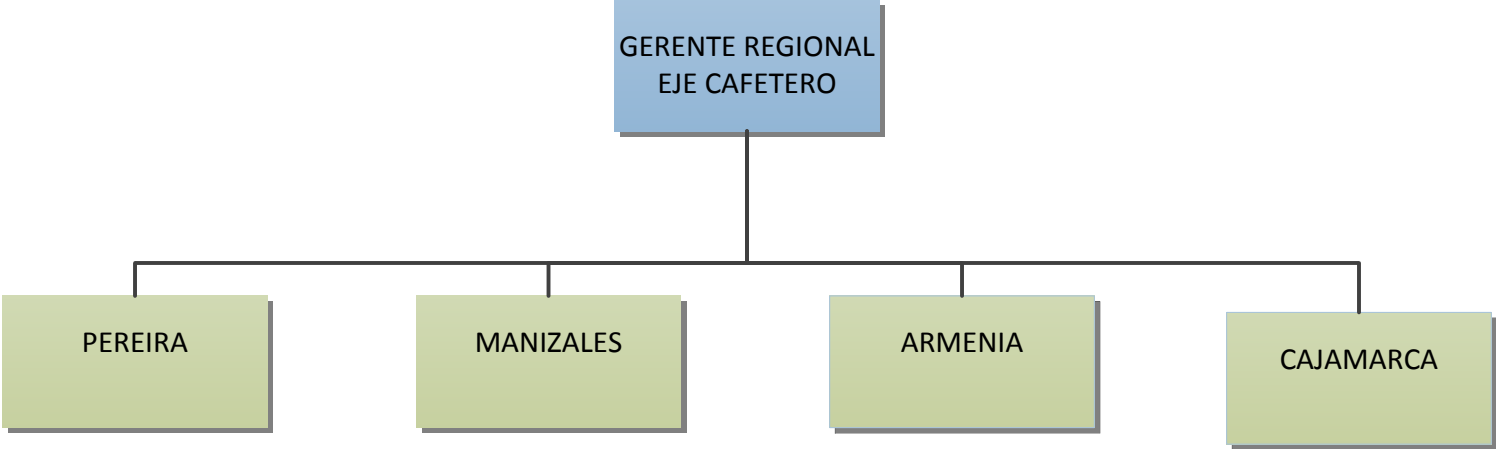 GERENTE REGIONAL
EJE CAFETERO
PEREIRA
MANIZALES
ARMENIA
CAJAMARCA